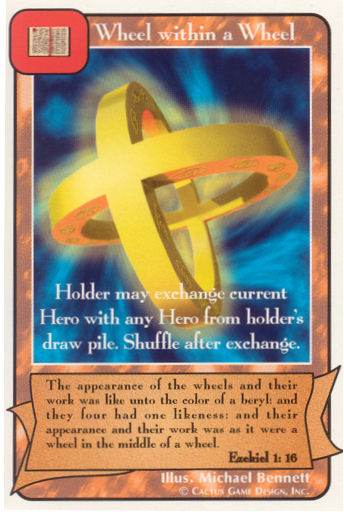 Wheel within a Wheel
Holder may exchange current
Hero with any Hero from holder's
draw pile. Shuffle after exchange.
The appearance of the wheels and their
work was like unto the color of a beryl: and
they four had one likeness: and their
appearance and their work was as it were a
wheel in the middle of a wheel.
Ezekiel 1: 16
Illus. Michael Bennett
© Cactus Game Design, Inc.